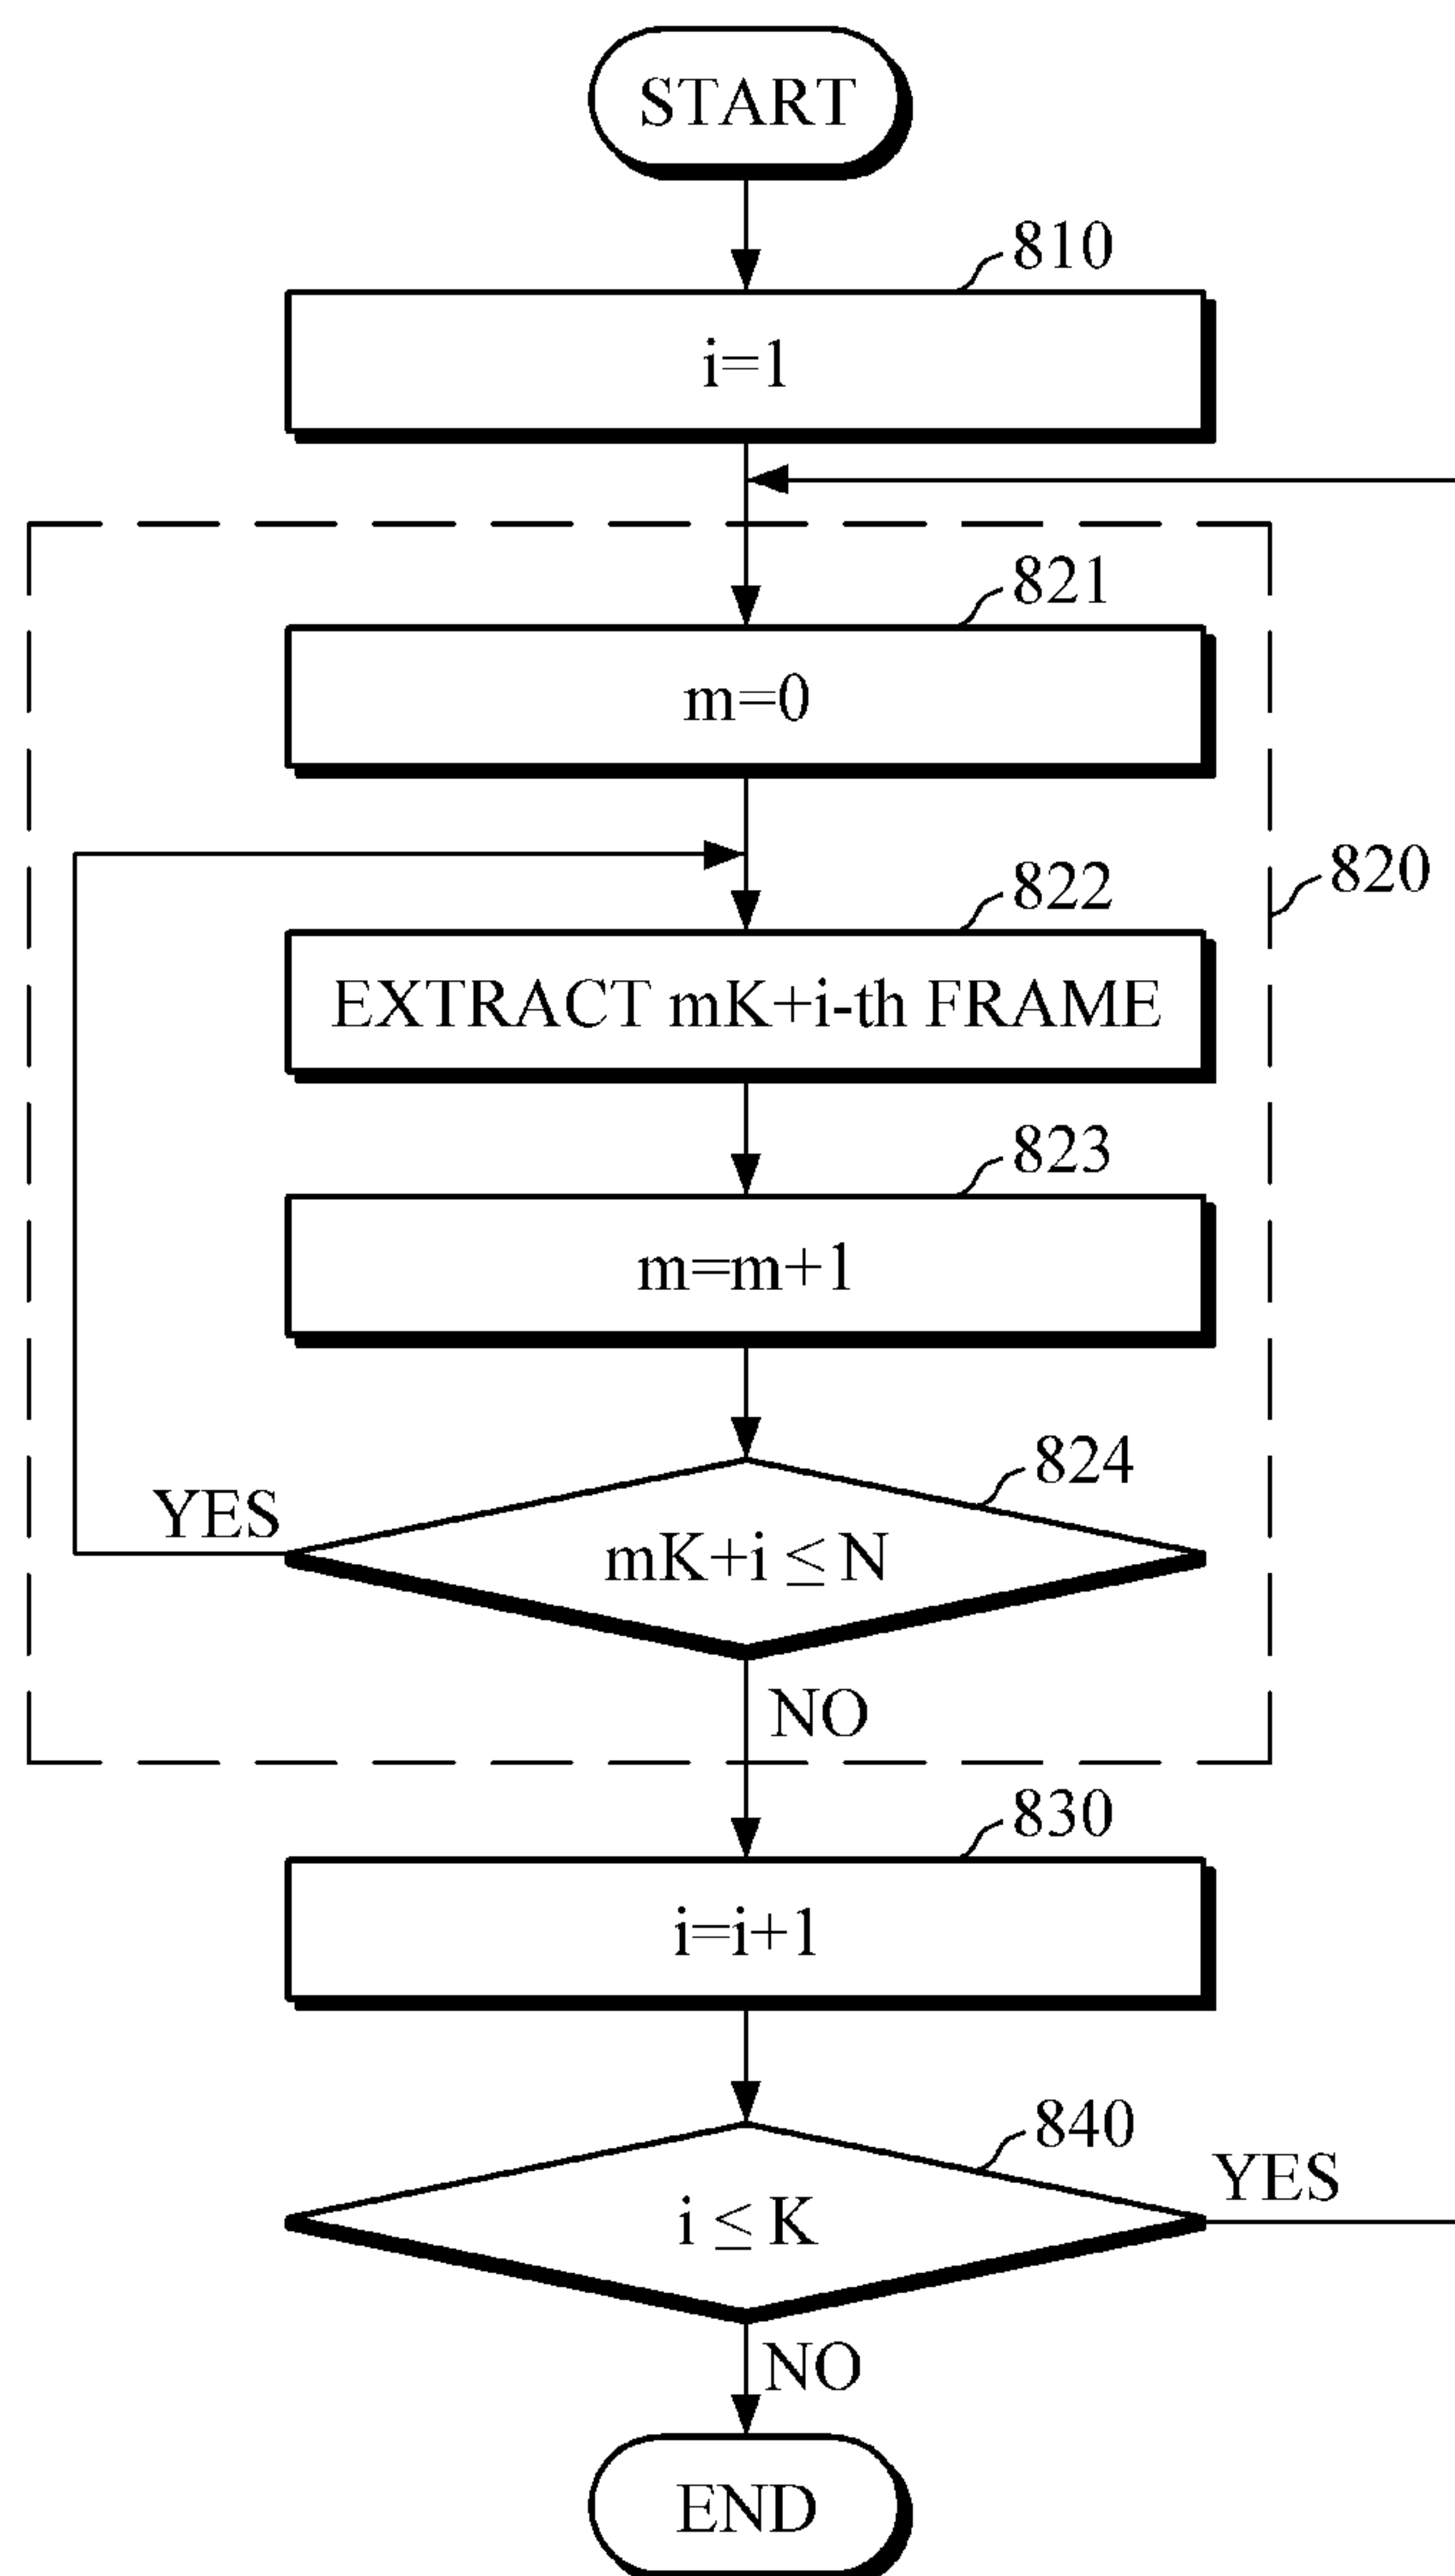 START
810
i=1
821
m=0
820
822
EXTRACT mK+i-th FRAME
823
m=m+1
824
YES
mK+i ≤ N
NO
830
i=i+1
840
YES
i ≤ K
NO
END